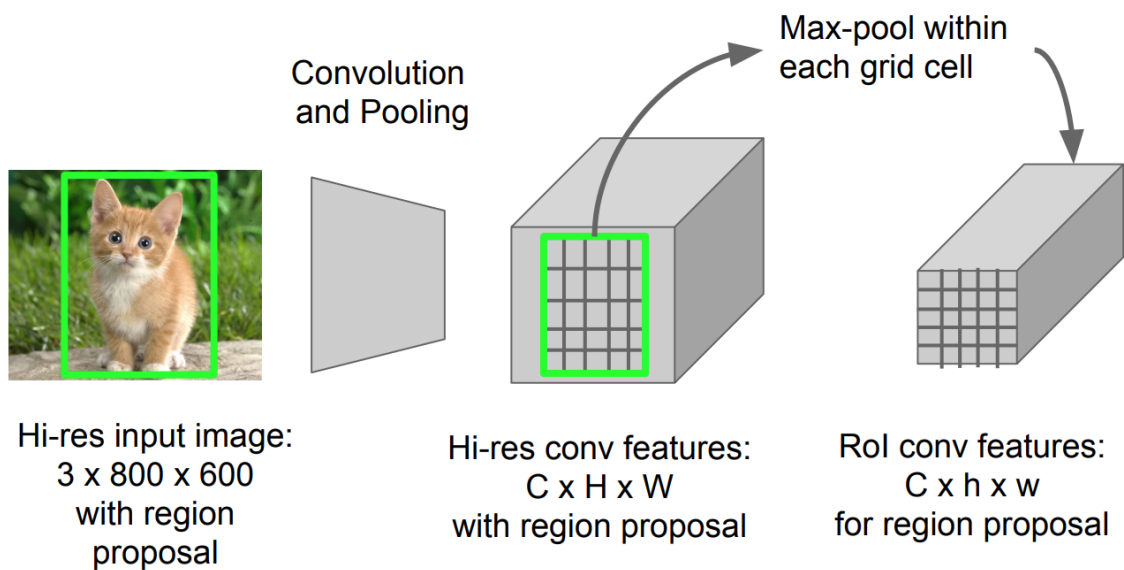 Convolution
and Pooling
Max-pool within
each grid cell
Hi-res input image:
3 x 800 x 600
with region
proposal
Hi-res conv features:
C x H x W
with region proposal
RoI conv features:
C x h x w
for region proposal